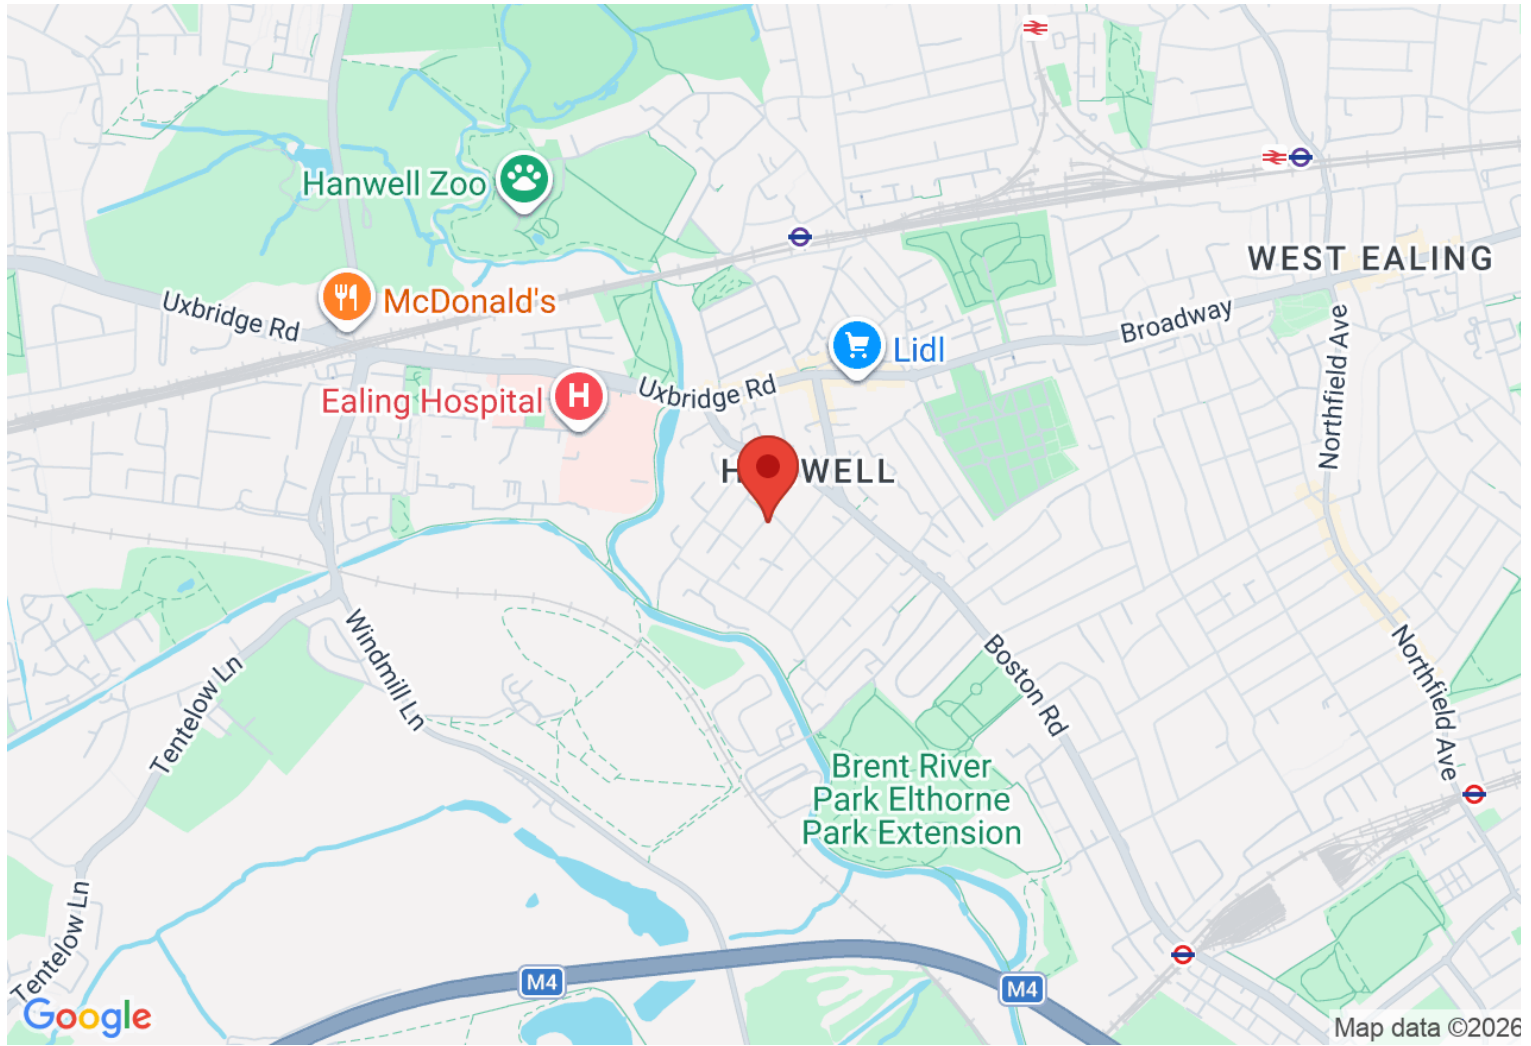 Hanwell Zoo
WEST EALING
McDonald's
Uxbridge Rd
Broadway
Lidl
Northfield Ave
Ealing Hospital
H
Uxbridge Rd
H WELL
Windmill Ln
Tentelow Ln
Boston Rd
Northfield Ave
Brent River
Park Elthorne
Park Extension
Tentelow Ln
M4
M4
Google
Map data ©2026